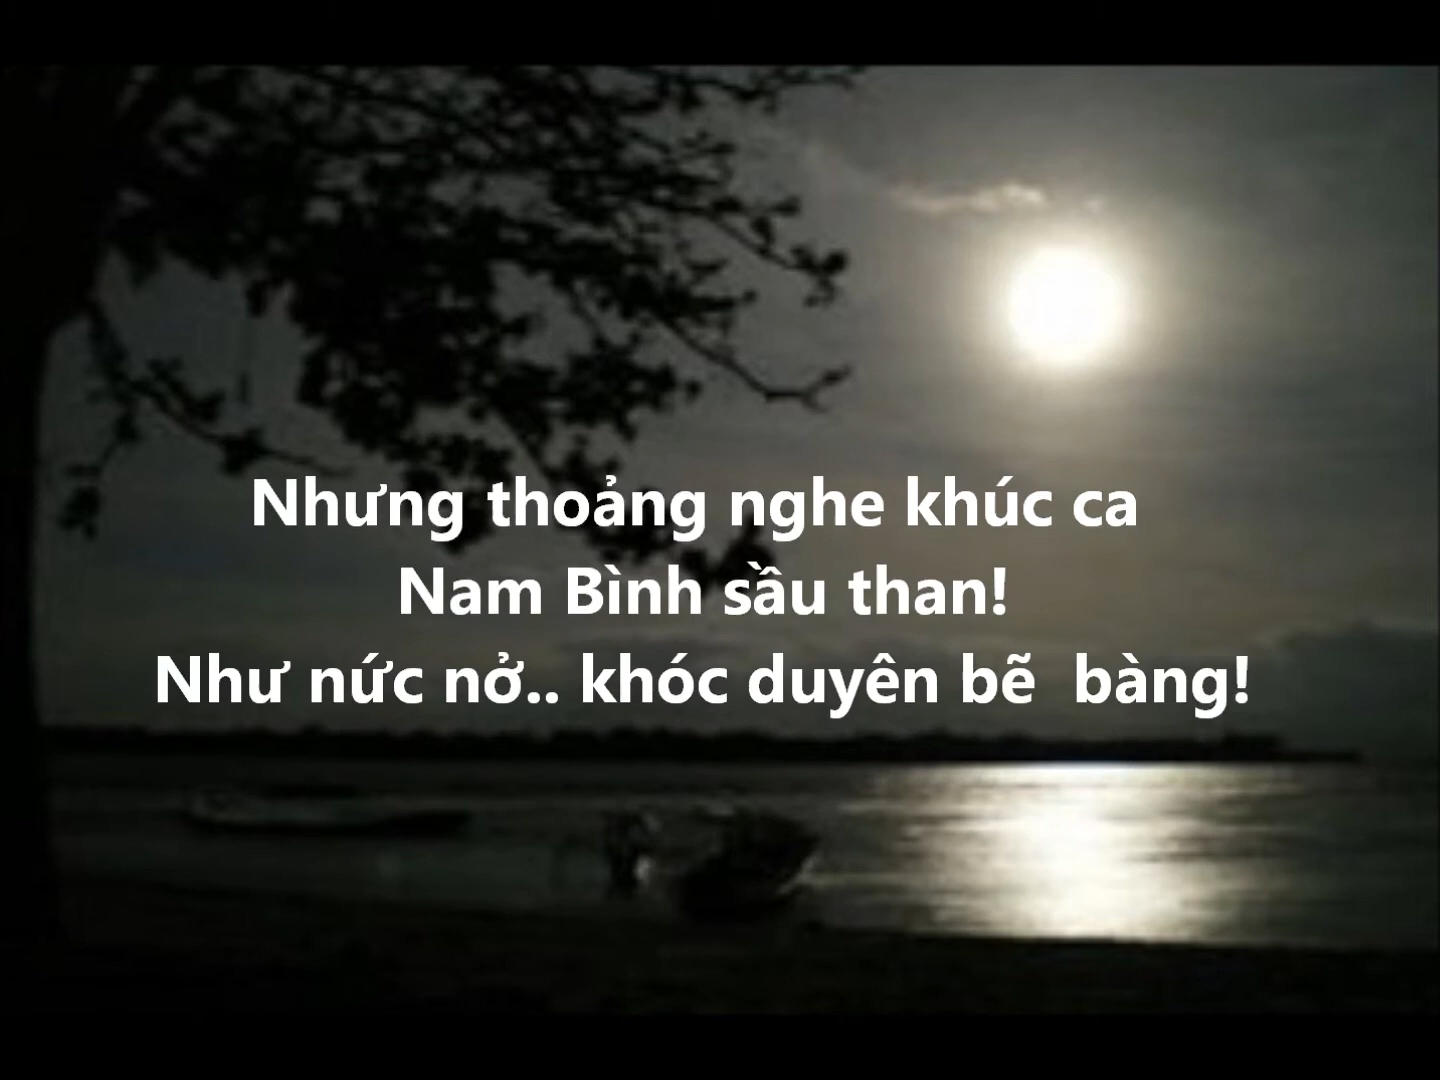 Nhưng thoảng nghe khúc ca
Nam Bình sầu than!
Như nức nở.. khóc duyên bẽ  bàng!